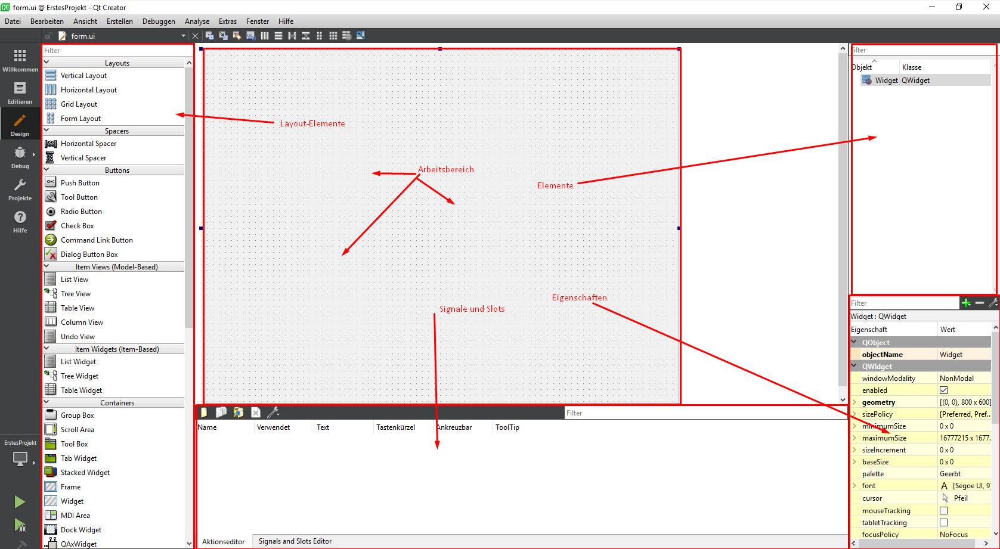 form.ui @ ErstesProjekt - Qt Creator
Datei Bearbeiten Ansicht Erstellen Debuggen Analyse Extras Fenster Hilfe
form.ui
Willkommen
Editieren
Design
Debug
Projekte
Hilfe
ErstesProjekt
Filter
Layouts
Vertical Layout
Horizontal Layout
Grid Layout
Form Layout
Spacers
Horizontal Spacer
Vertical Spacer
Buttons
OK Push Button
Tool Button
Radio Button
Check Box
Command Link Button
Dialog Button Box
Item Views (Model-Based)
List View
Tree View
Table View
Column View
Undo View
Item Widgets (Item-Based)
List Widget
Tree Widget
Table Widget
Containers
Group Box
Scroll Area
Tool Box
Tab Widget
Stacked Widget
Frame
Widget
MDI Area
Dock Widget
QAxWidget
Layout-Elemente
Arbeitsbereich
Elemente
Eigenschaften
Signale und Slots
Filter
Name Verwendet Text Tastenkürzel Ankreuzbar ToolTip
Aktionseditor Signals and Slots Editor
Filter
Objekt Klasse
Widget QWidget
Filter
Widget : QWidget
Eigenschaft Wert
QObject
objectName Widget
QWidget
windowModality NonModal
enabled
geometry [(0, 0), 800 x 600]
sizePolicy [Preferred, Pref...
minimumSize 0 x 0
maximumSize 16777215 x 1677...
sizeIncrement 0 x 0
baseSize 0 x 0
palette Geerbt
font A [Segoe UI, 9]
cursor Pfeil
mouseTracking
tabletTracking
focusPolicy NoFocus